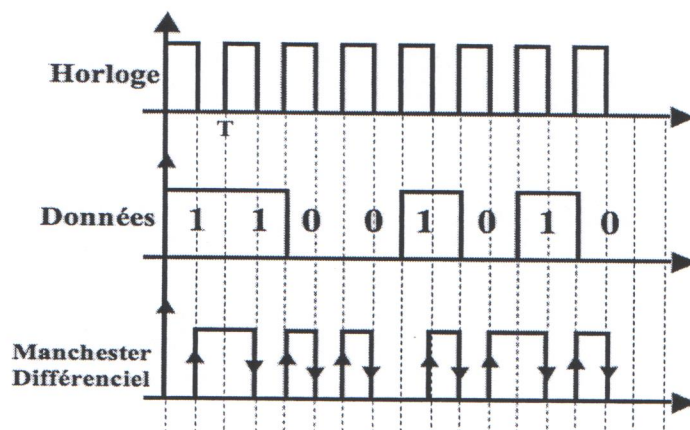 Horloge
T
Données
1 1 0 0 1 0 1 0
Manchester
Différenciel